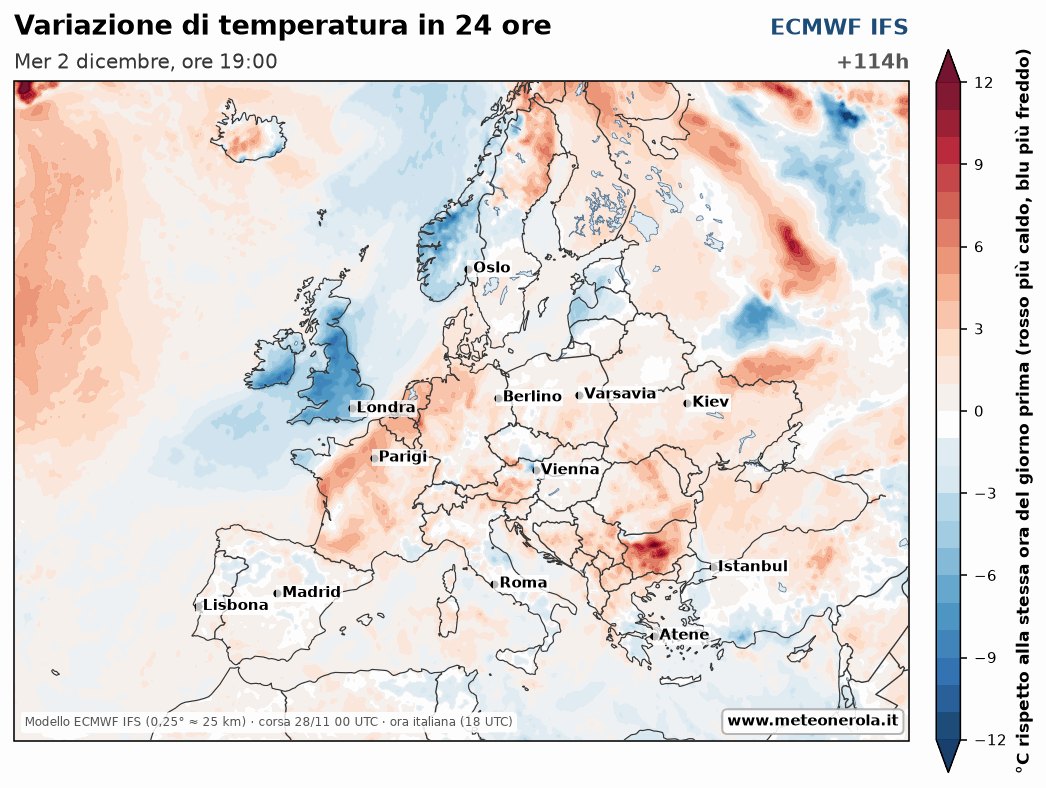 Variazione di temperatura in 24 ore
ECMWF IFS
Mer 2 dicembre, ore 19:00
+114h
Oslo
Londra
Berlino
Varsavia
Kiev
Parigi
Vienna
Istanbul
Roma
Madrid
Lisbona
Atene
Modello ECMWF IFS (0,25° ≈ 25 km) · corsa 28/11 00 UTC · ora italiana (18 UTC)
www.meteonerola.it
12
9
6
3
0
−3
−6
−9
−12
°C rispetto alla stessa ora del giorno prima (rosso più caldo, blu più freddo)